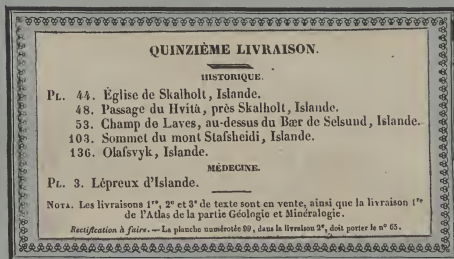 QUINZIÈME LIVRAISON.
HISTORIQUE.
PL. 44. Église de Skalholt, Islande.
48. Passage du Hvità, près Skalholt, Islande.
53. Champ de Laves, au-dessus du Bær de Selsund, Islande.
103. Sommet du mont Stafsheidi, Islande.
136. Olafsvyk, Islande.
MÉDECINE.
PL. 3. Lépreux d'Islande.
NOTA. Les livraisons 1re, 2e et 3e de texte sont en vente, ainsi que la livraison 1re
de l'Atlas de la partie Géologie et Minéralogie.
Rectification à faire. — La planche numérotée 99, dans la livraison 2e, doit porter le n° 65.